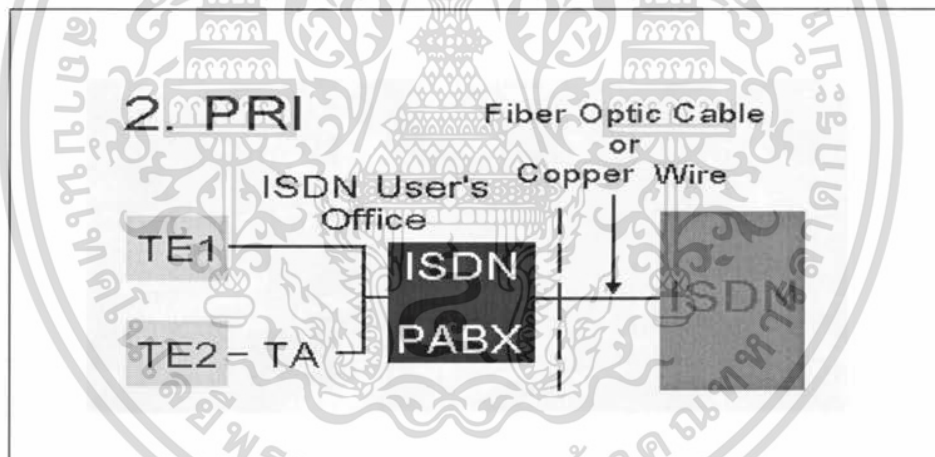 2. PRI
Fiber Optic Cable
or
Copper Wire
ISDN User's
Office
TE1
TE2 - TA
ISDN
PABX
ISDN